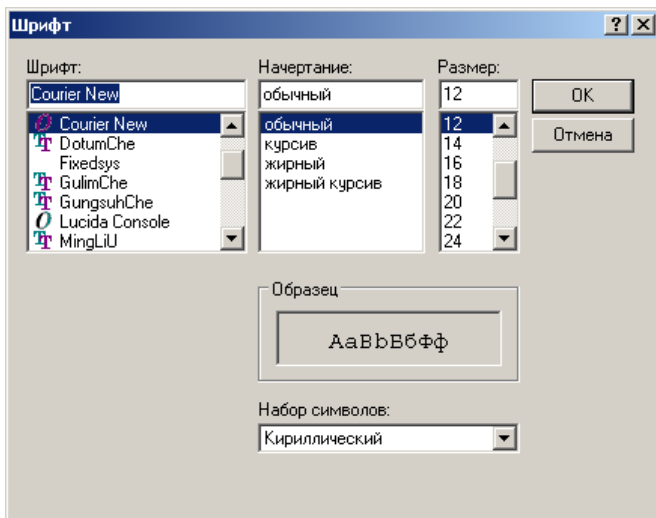 Шрифт
Шрифт:
Courier New
Courier New
DotumChe
Fixedsys
GulimChe
GungsuhChe
Lucida Console
MingLiU
Начертание:
обычный
обычный
курсив
жирный
жирный курсив
Размер:
12
12
14
16
18
20
22
24
OK
Отмена
Образец
АаВbБбФф
Набор символов:
Кириллический